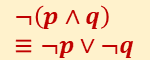 ¬(p ∧ q)
≡ ¬p ∨ ¬q